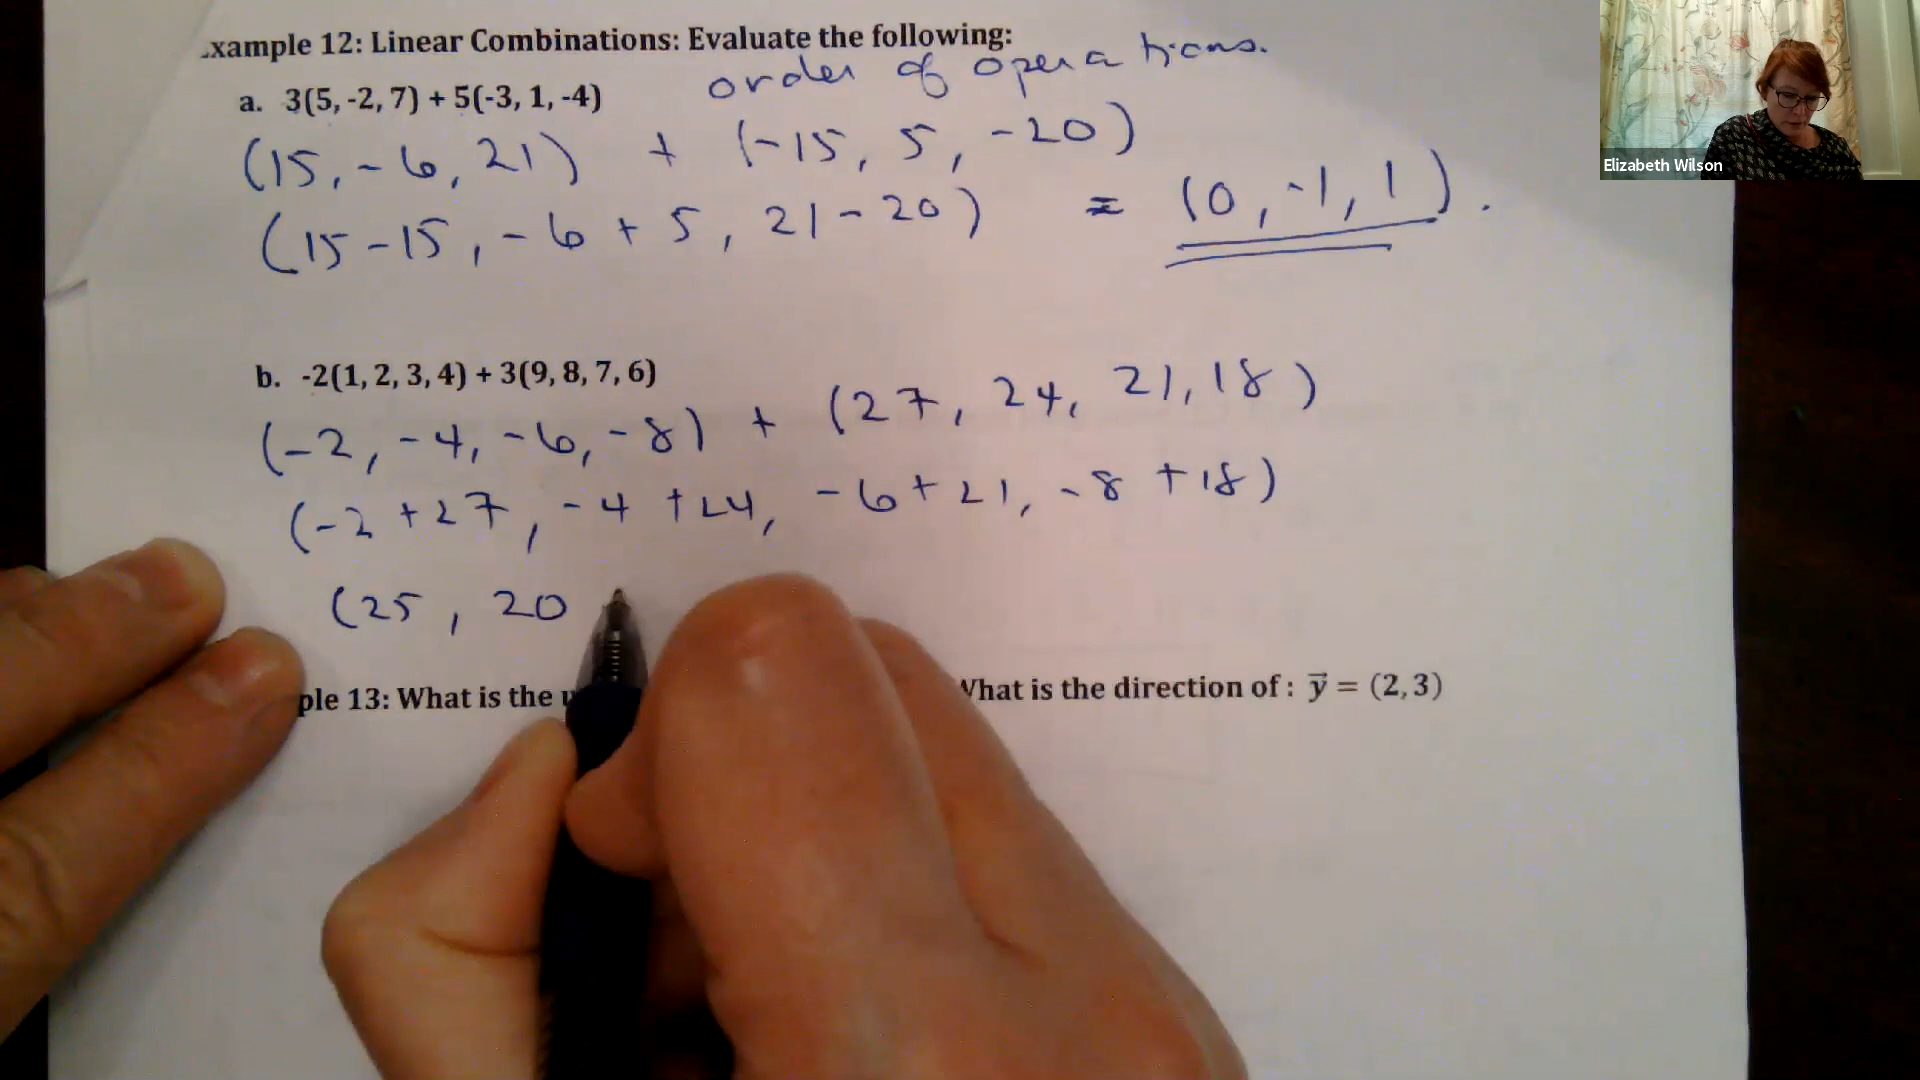 xample 12: Linear Combinations: Evaluate the following:
order of operations.
a. 3(5, -2, 7) + 5(-3, 1, -4)
(15, -6, 21) + (-15, 5, -20)
(15-15, -6+5, 21-20) = (0, -1, 1).
b. -2(1, 2, 3, 4) + 3(9, 8, 7, 6)
(-2, -4, -6, -8) + (27, 24, 21, 18)
(-2+27, -4+24, -6+21, -8+18)
(25, 20
ple 13: What is the What is the direction of : y⃗ = (2, 3)
Elizabeth Wilson